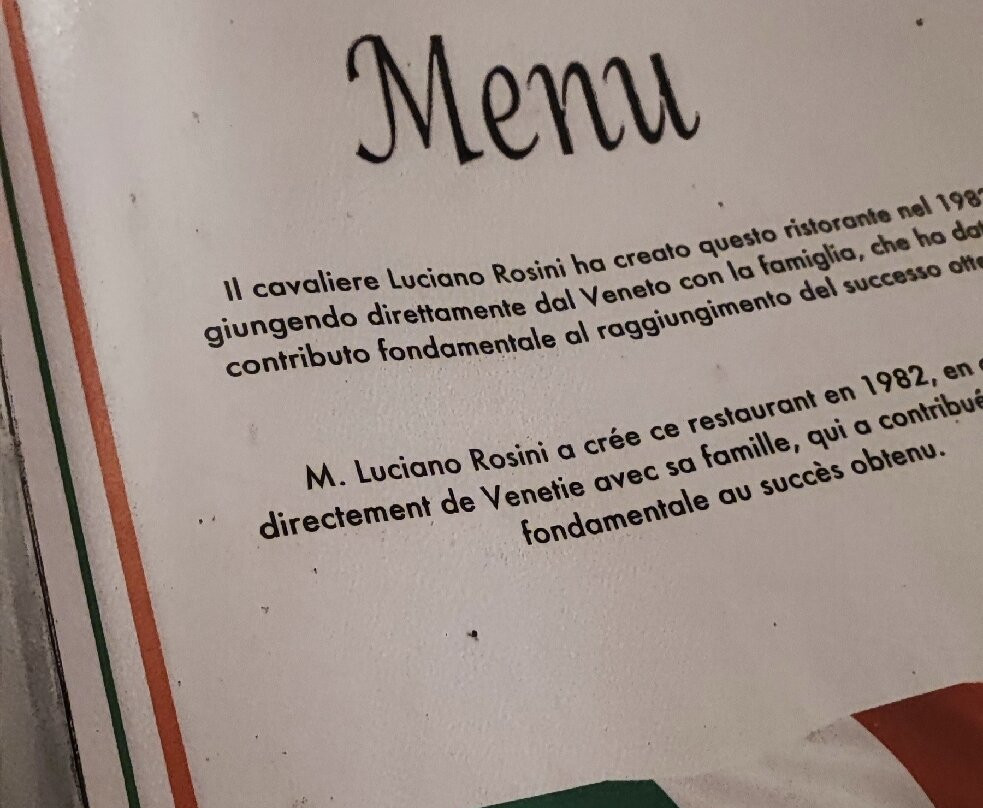 Menu
Il cavaliere Luciano Rosini ha creato questo ristorante nel
giungendo direttamente dal Veneto con la famiglia, che ha
contributo fondamentale al raggiungimento del successo
M. Luciano Rosini a crée ce restaurant en 1982, en
directement de Venetie avec sa famille, qui a contribué
fondamentale au succès obtenu.